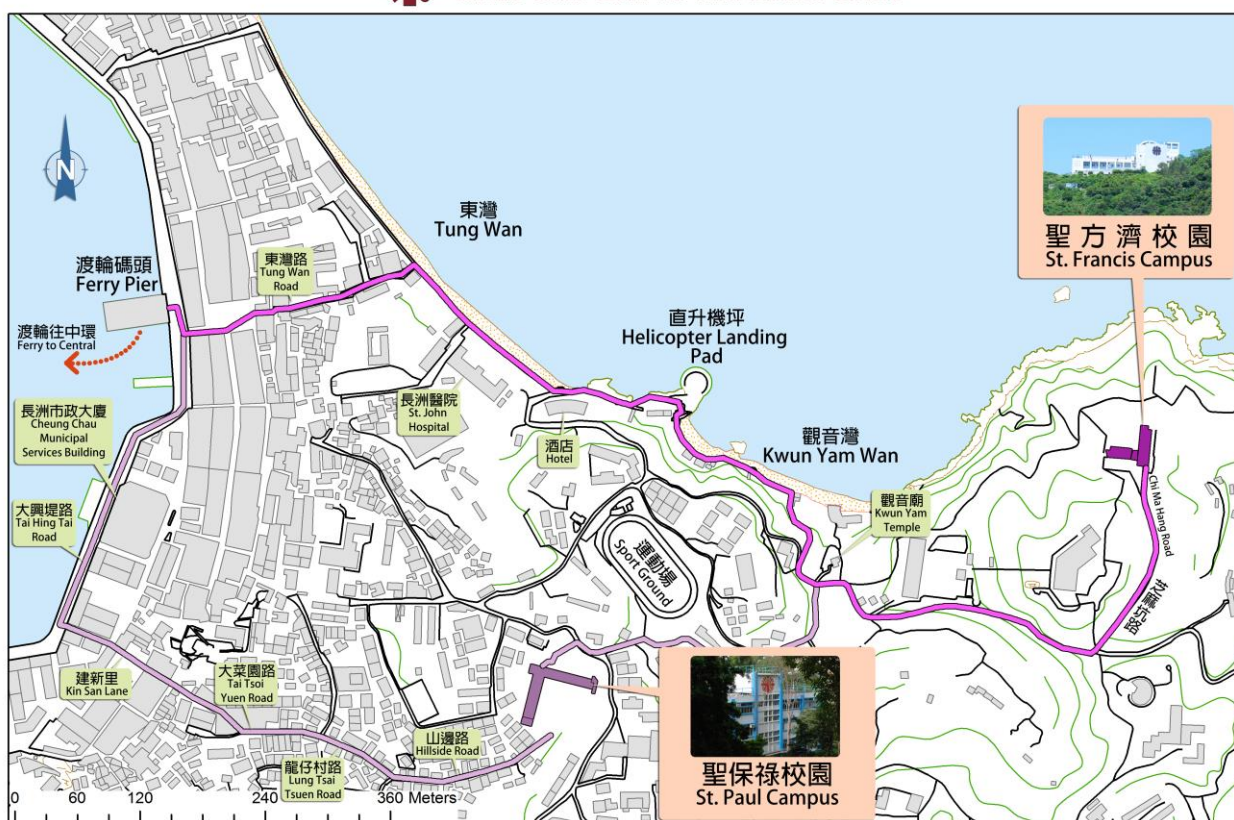 N
東灣
Tung Wan
聖方濟校園
St. Francis Campus
渡輪碼頭
Ferry Pier
東灣路
Tung Wan
Road
直升機坪
Helicopter Landing
Pad
渡輪往中環
Ferry to Central
長洲市政大廈
Cheung Chau
Municipal
Services Building
長洲醫院
St. John
Hospital
酒店
Hotel
觀音灣
Kwun Yam Wan
大興堤路
Tai Hing Tai
Road
觀音廟
Kwun Yam
Temple
Chi Ma Hang Road
芝麻坑路
運動場
Sport Ground
建新里
Kin San Lane
大菜園路
Tai Tsoi
Yuen Road
山邊路
Hillside Road
龍仔村路
Lung Tsai
Tsuen Road
聖保祿校園
St. Paul Campus
0 60 120 240 360 Meters